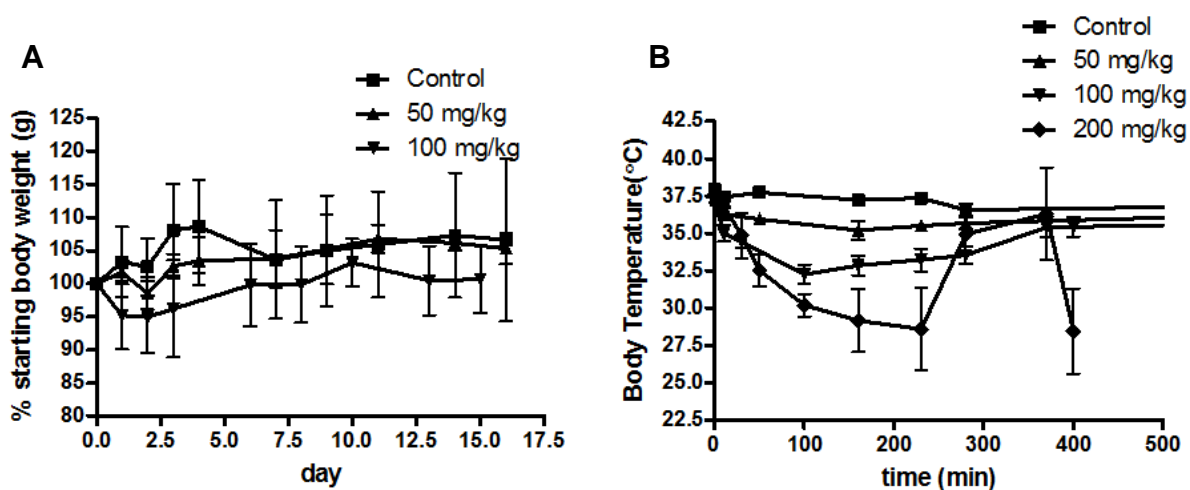 A
Control
50 mg/kg
100 mg/kg
% starting body weight (g)
125
120
115
110
105
100
95
90
85
80
0.0 2.5 5.0 7.5 10.0 12.5 15.0 17.5
day
B
Control
50 mg/kg
100 mg/kg
200 mg/kg
Body Temperature(°C)
42.5
40.0
37.5
35.0
32.5
30.0
27.5
25.0
22.5
0 100 200 300 400 500
time (min)